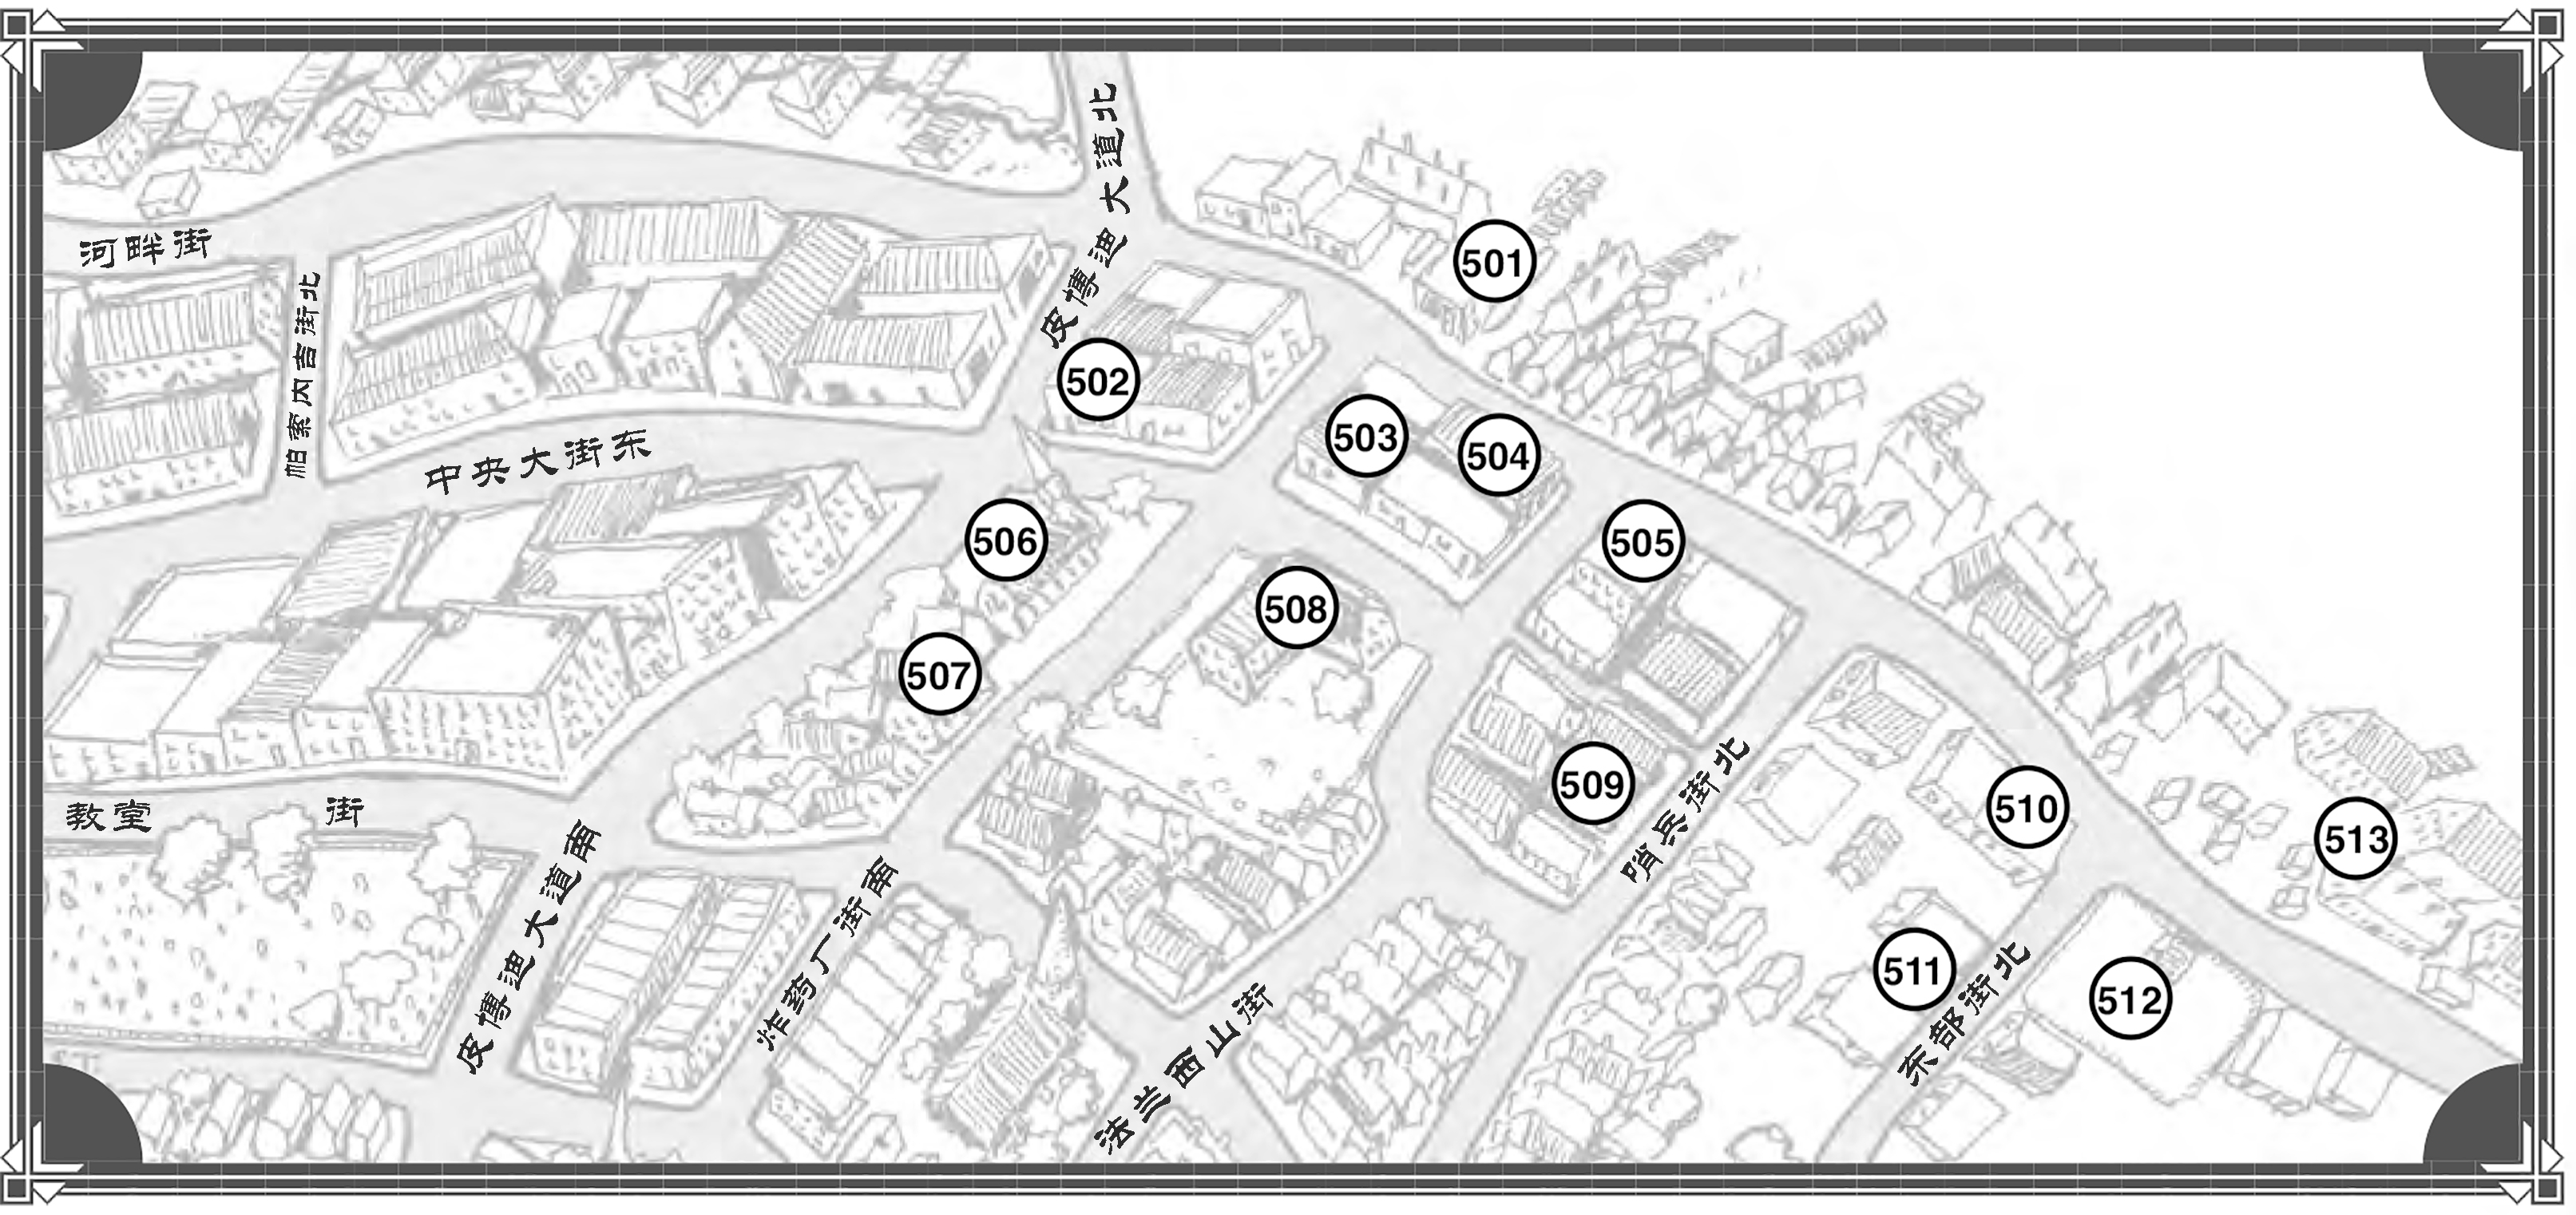 皮博迪大道北
河畔街
501
帕索内吉街北
502
503
504
中央大街东
505
506
508
507
509
哨兵街北
510
教堂街
513
皮博迪大道南
炸药厂街南
511
东部街北
512
法兰西山街